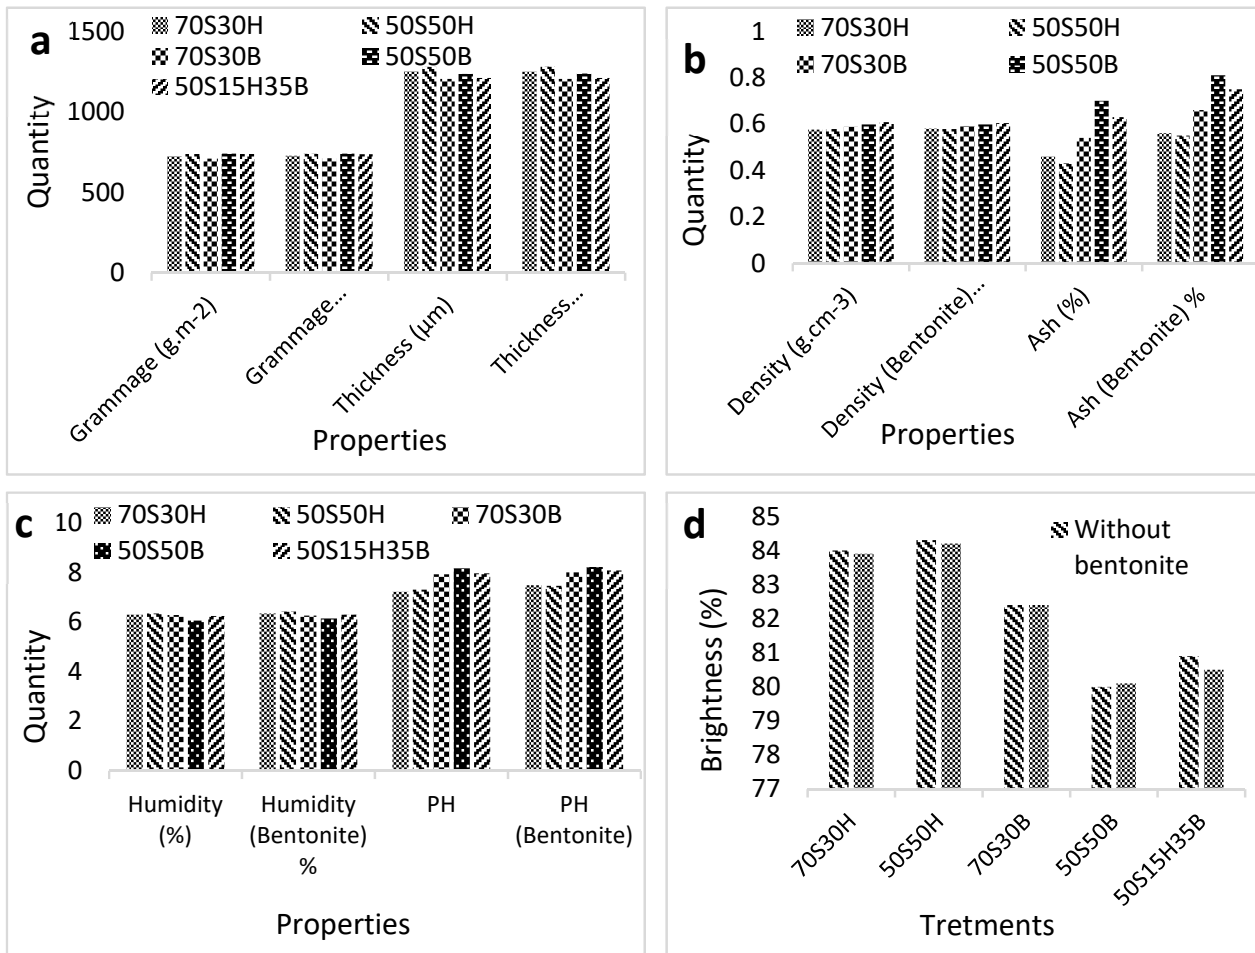 a
1500
1000
500
0
Quantity
70S30H
50S50H
70S30B
50S50B
50S15H35B
Grammage (g.m-2)
Grammage...
Thickness (µm)
Thickness...
Properties
b
1
0.8
0.6
0.4
0.2
0
Quantity
70S30H
50S50H
70S30B
50S50B
Density (g.cm-3)
Density (Bentonite)...
Ash (%)
Ash (Bentonite) %
Properties
c
10
8
6
4
2
0
Quantity
70S30H
50S50H
70S30B
50S50B
50S15H35B
Humidity
(%)
Humidity
(Bentonite)
%
PH
PH
(Bentonite)
Properties
d
85
84
83
82
81
80
79
78
77
Brightness (%)
Without
bentonite
70S30H
50S50H
70S30B
50S50B
50S15H35B
Tretments